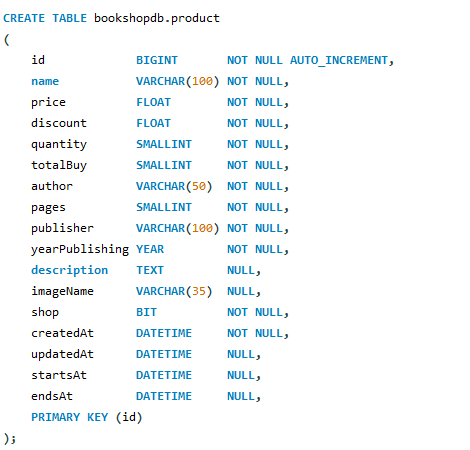 CREATE TABLE bookshopdb.product
(
id BIGINT NOT NULL AUTO_INCREMENT,
name VARCHAR(100) NOT NULL,
price FLOAT NOT NULL,
discount FLOAT NOT NULL,
quantity SMALLINT NOT NULL,
totalBuy SMALLINT NOT NULL,
author VARCHAR(50) NOT NULL,
pages SMALLINT NOT NULL,
publisher VARCHAR(100) NOT NULL,
yearPublishing YEAR NOT NULL,
description TEXT NULL,
imageName VARCHAR(35) NULL,
shop BIT NOT NULL,
createdAt DATETIME NOT NULL,
updatedAt DATETIME NULL,
startsAt DATETIME NULL,
endsAt DATETIME NULL,
PRIMARY KEY (id)
);